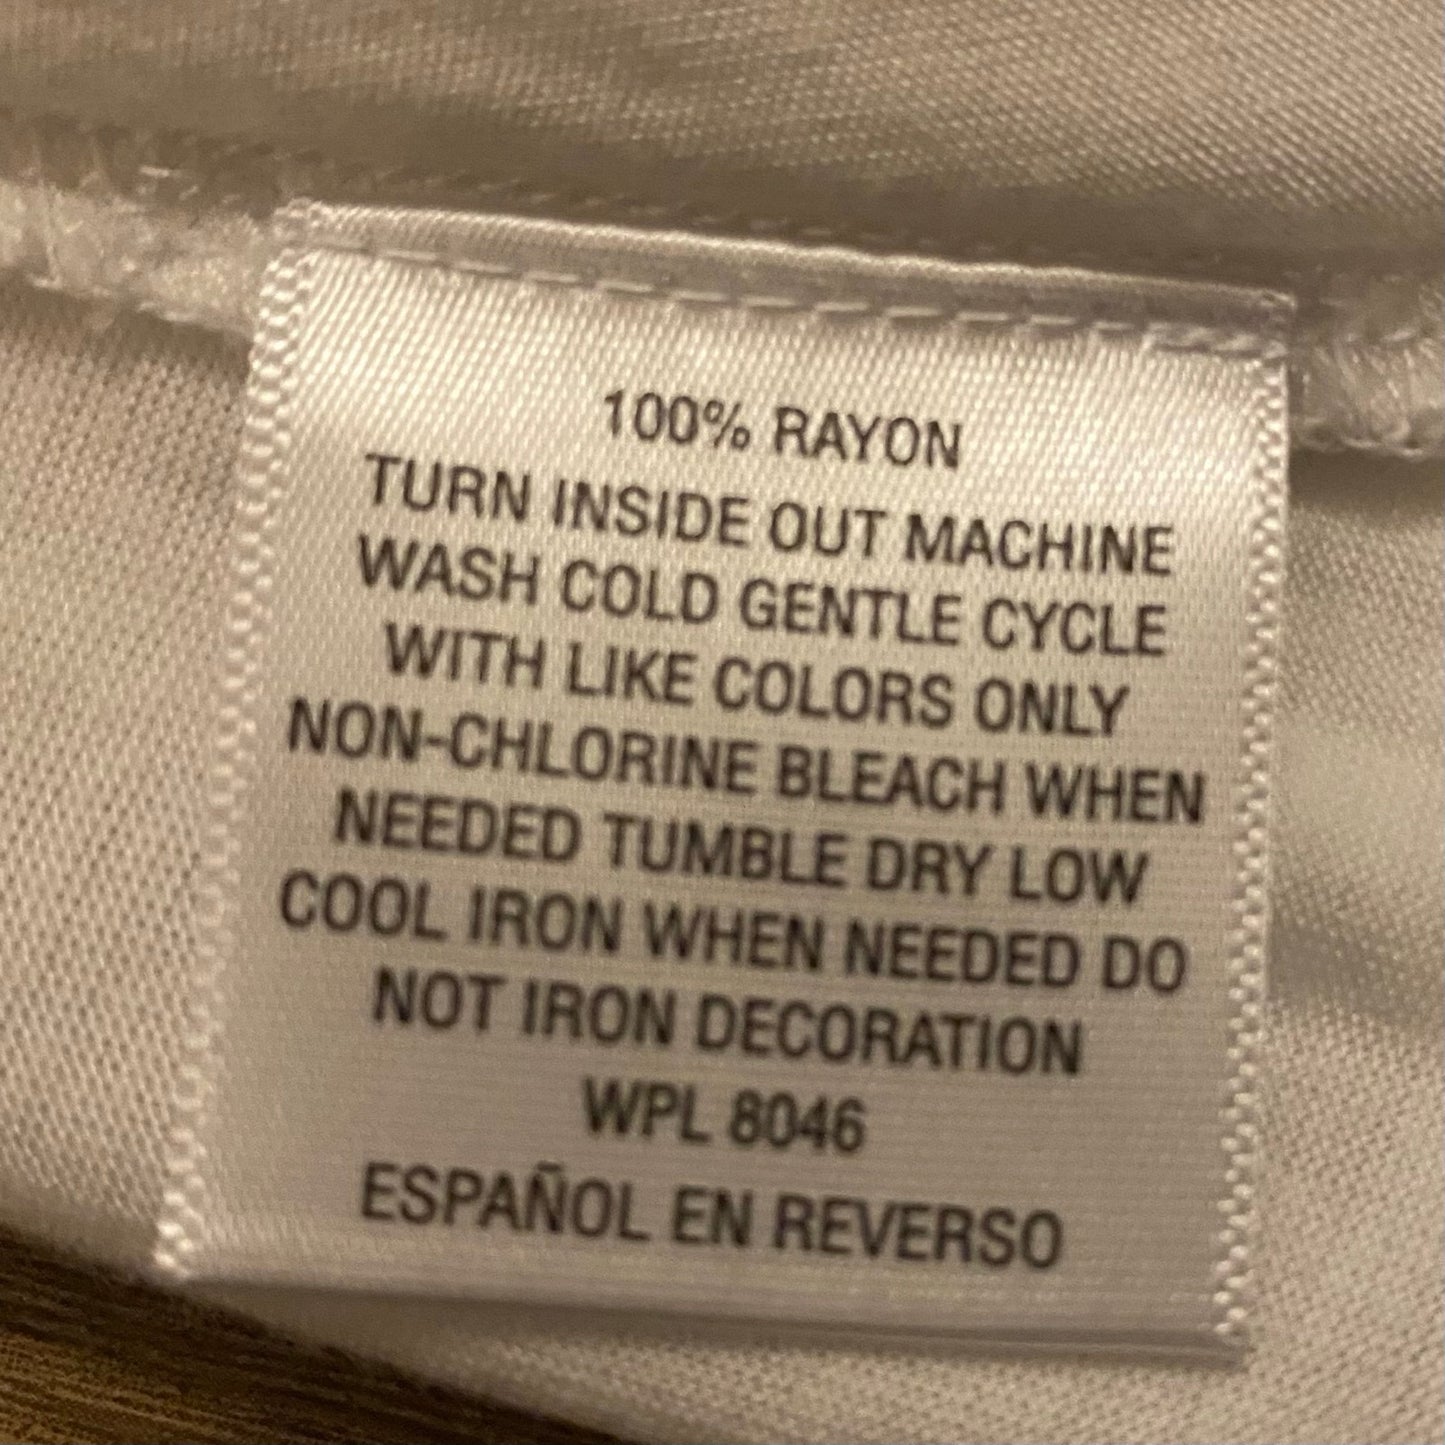 100% RAYON
TURN INSIDE OUT MACHINE
WASH COLD GENTLE CYCLE
WITH LIKE COLORS ONLY
NON-CHLORINE BLEACH WHEN
NEEDED TUMBLE DRY LOW
COOL IRON WHEN NEEDED DO
NOT IRON DECORATION
WPL 8046
ESPAÑOL EN REVERSO